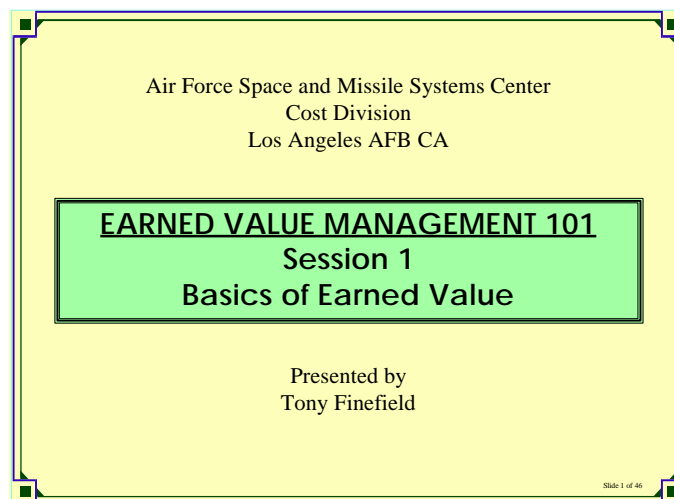 Air Force Space and Missile Systems Center
Cost Division
Los Angeles AFB CA
EARNED VALUE MANAGEMENT 101
Session 1
Basics of Earned Value
Presented by
Tony Finefield
Slide 1 of 46